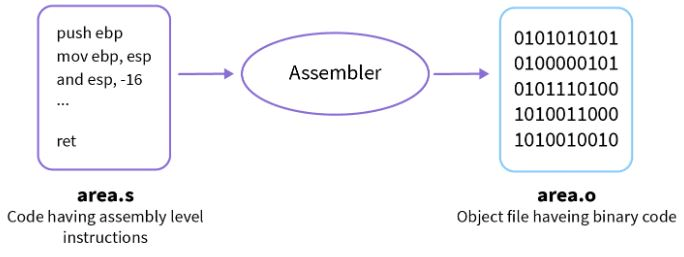 push ebp
mov ebp, esp
and esp, -16
...
ret
area.s
Code having assembly level
instructions
Assembler
0101010101
0100000101
0101110100
1010011000
1010010010
area.o
Object file haveing binary code